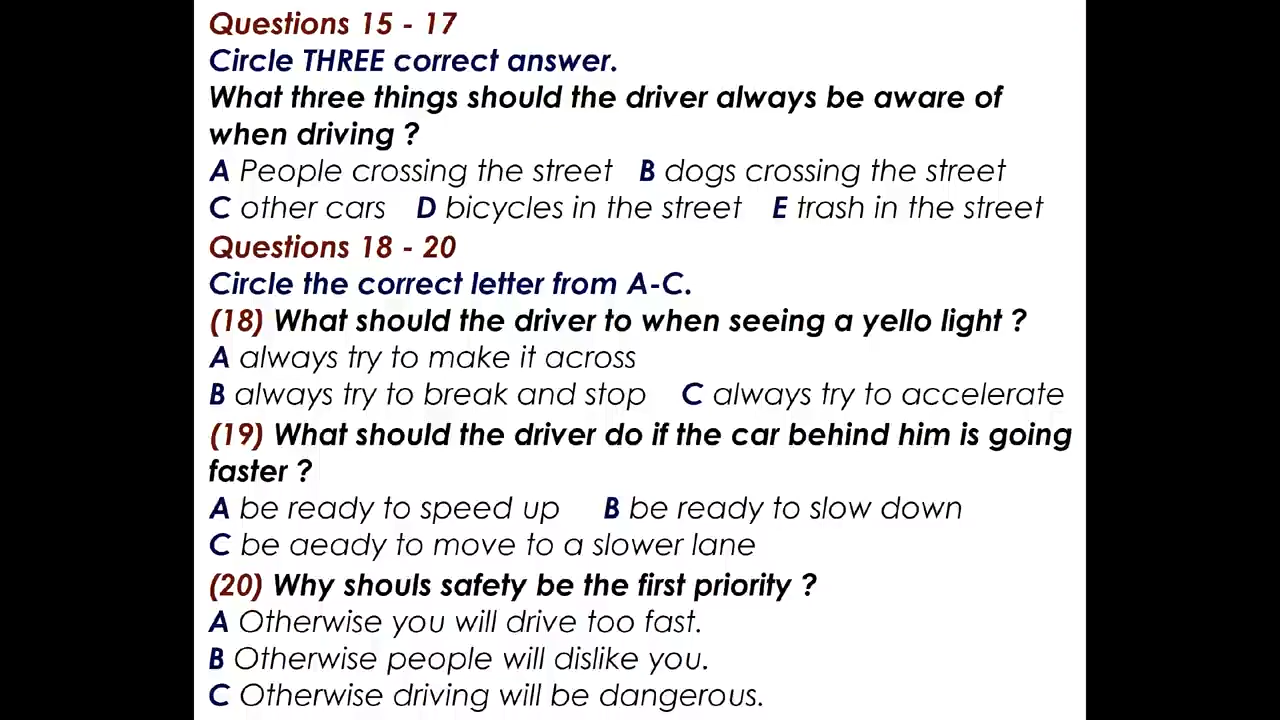 Questions 15 - 17
Circle THREE correct answer.
What three things should the driver always be aware of
when driving ?
A People crossing the street B dogs crossing the street
C other cars D bicycles in the street E trash in the street
Questions 18 - 20
Circle the correct letter from A-C.
(18) What should the driver to when seeing a yello light ?
A always try to make it across
B always try to break and stop C always try to accelerate
(19) What should the driver do if the car behind him is going
faster ?
A be ready to speed up B be ready to slow down
C be aeady to move to a slower lane
(20) Why shouls safety be the first priority ?
A Otherwise you will drive too fast.
B Otherwise people will dislike you.
C Otherwise driving will be dangerous.